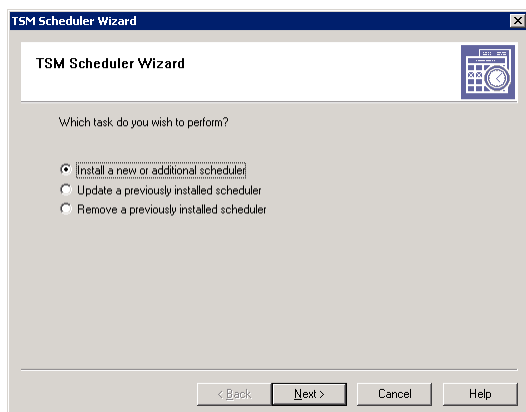 TSM Scheduler Wizard
TSM Scheduler Wizard
Which task do you wish to perform?
Install a new or additional scheduler
Update a previously installed scheduler
Remove a previously installed scheduler
< Back Next > Cancel Help